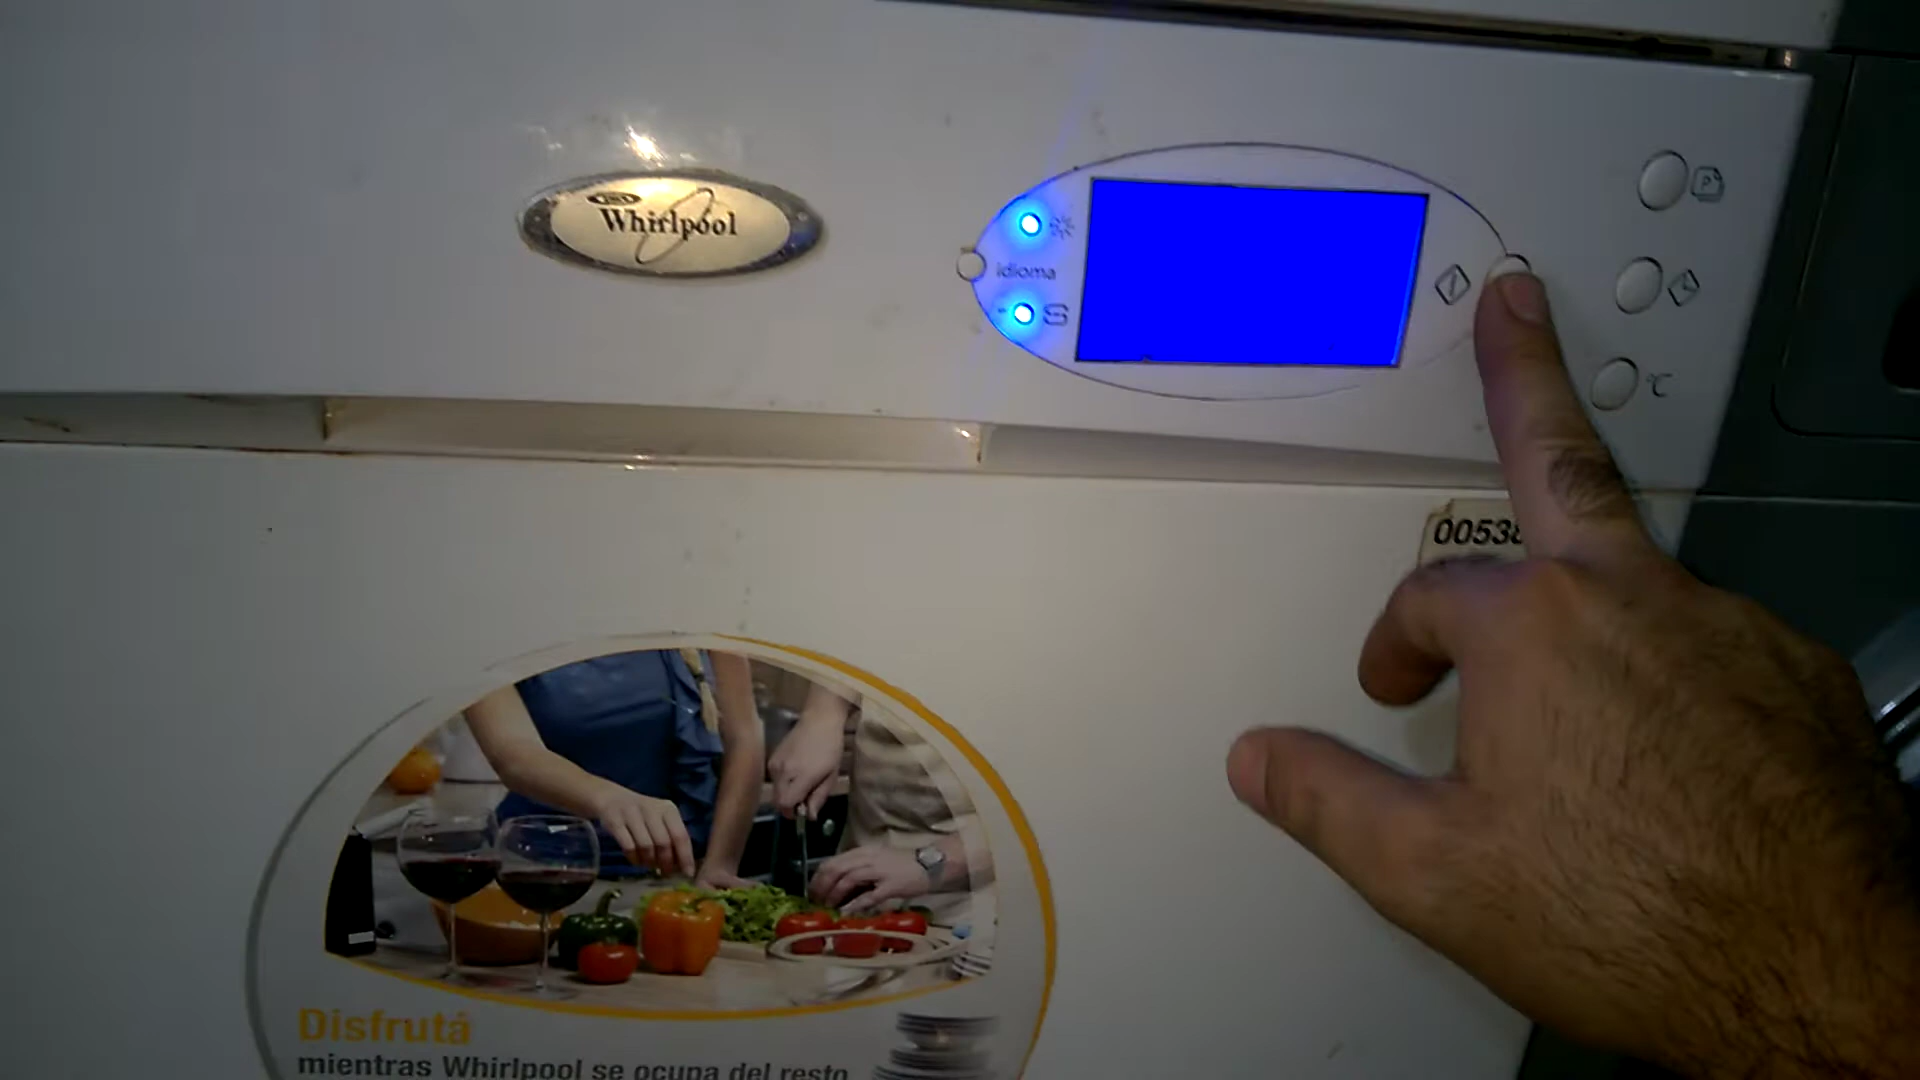 Whirlpool
idioma
P
°C
00538
Disfrutá
mientras Whirlpool se ocupa del resto